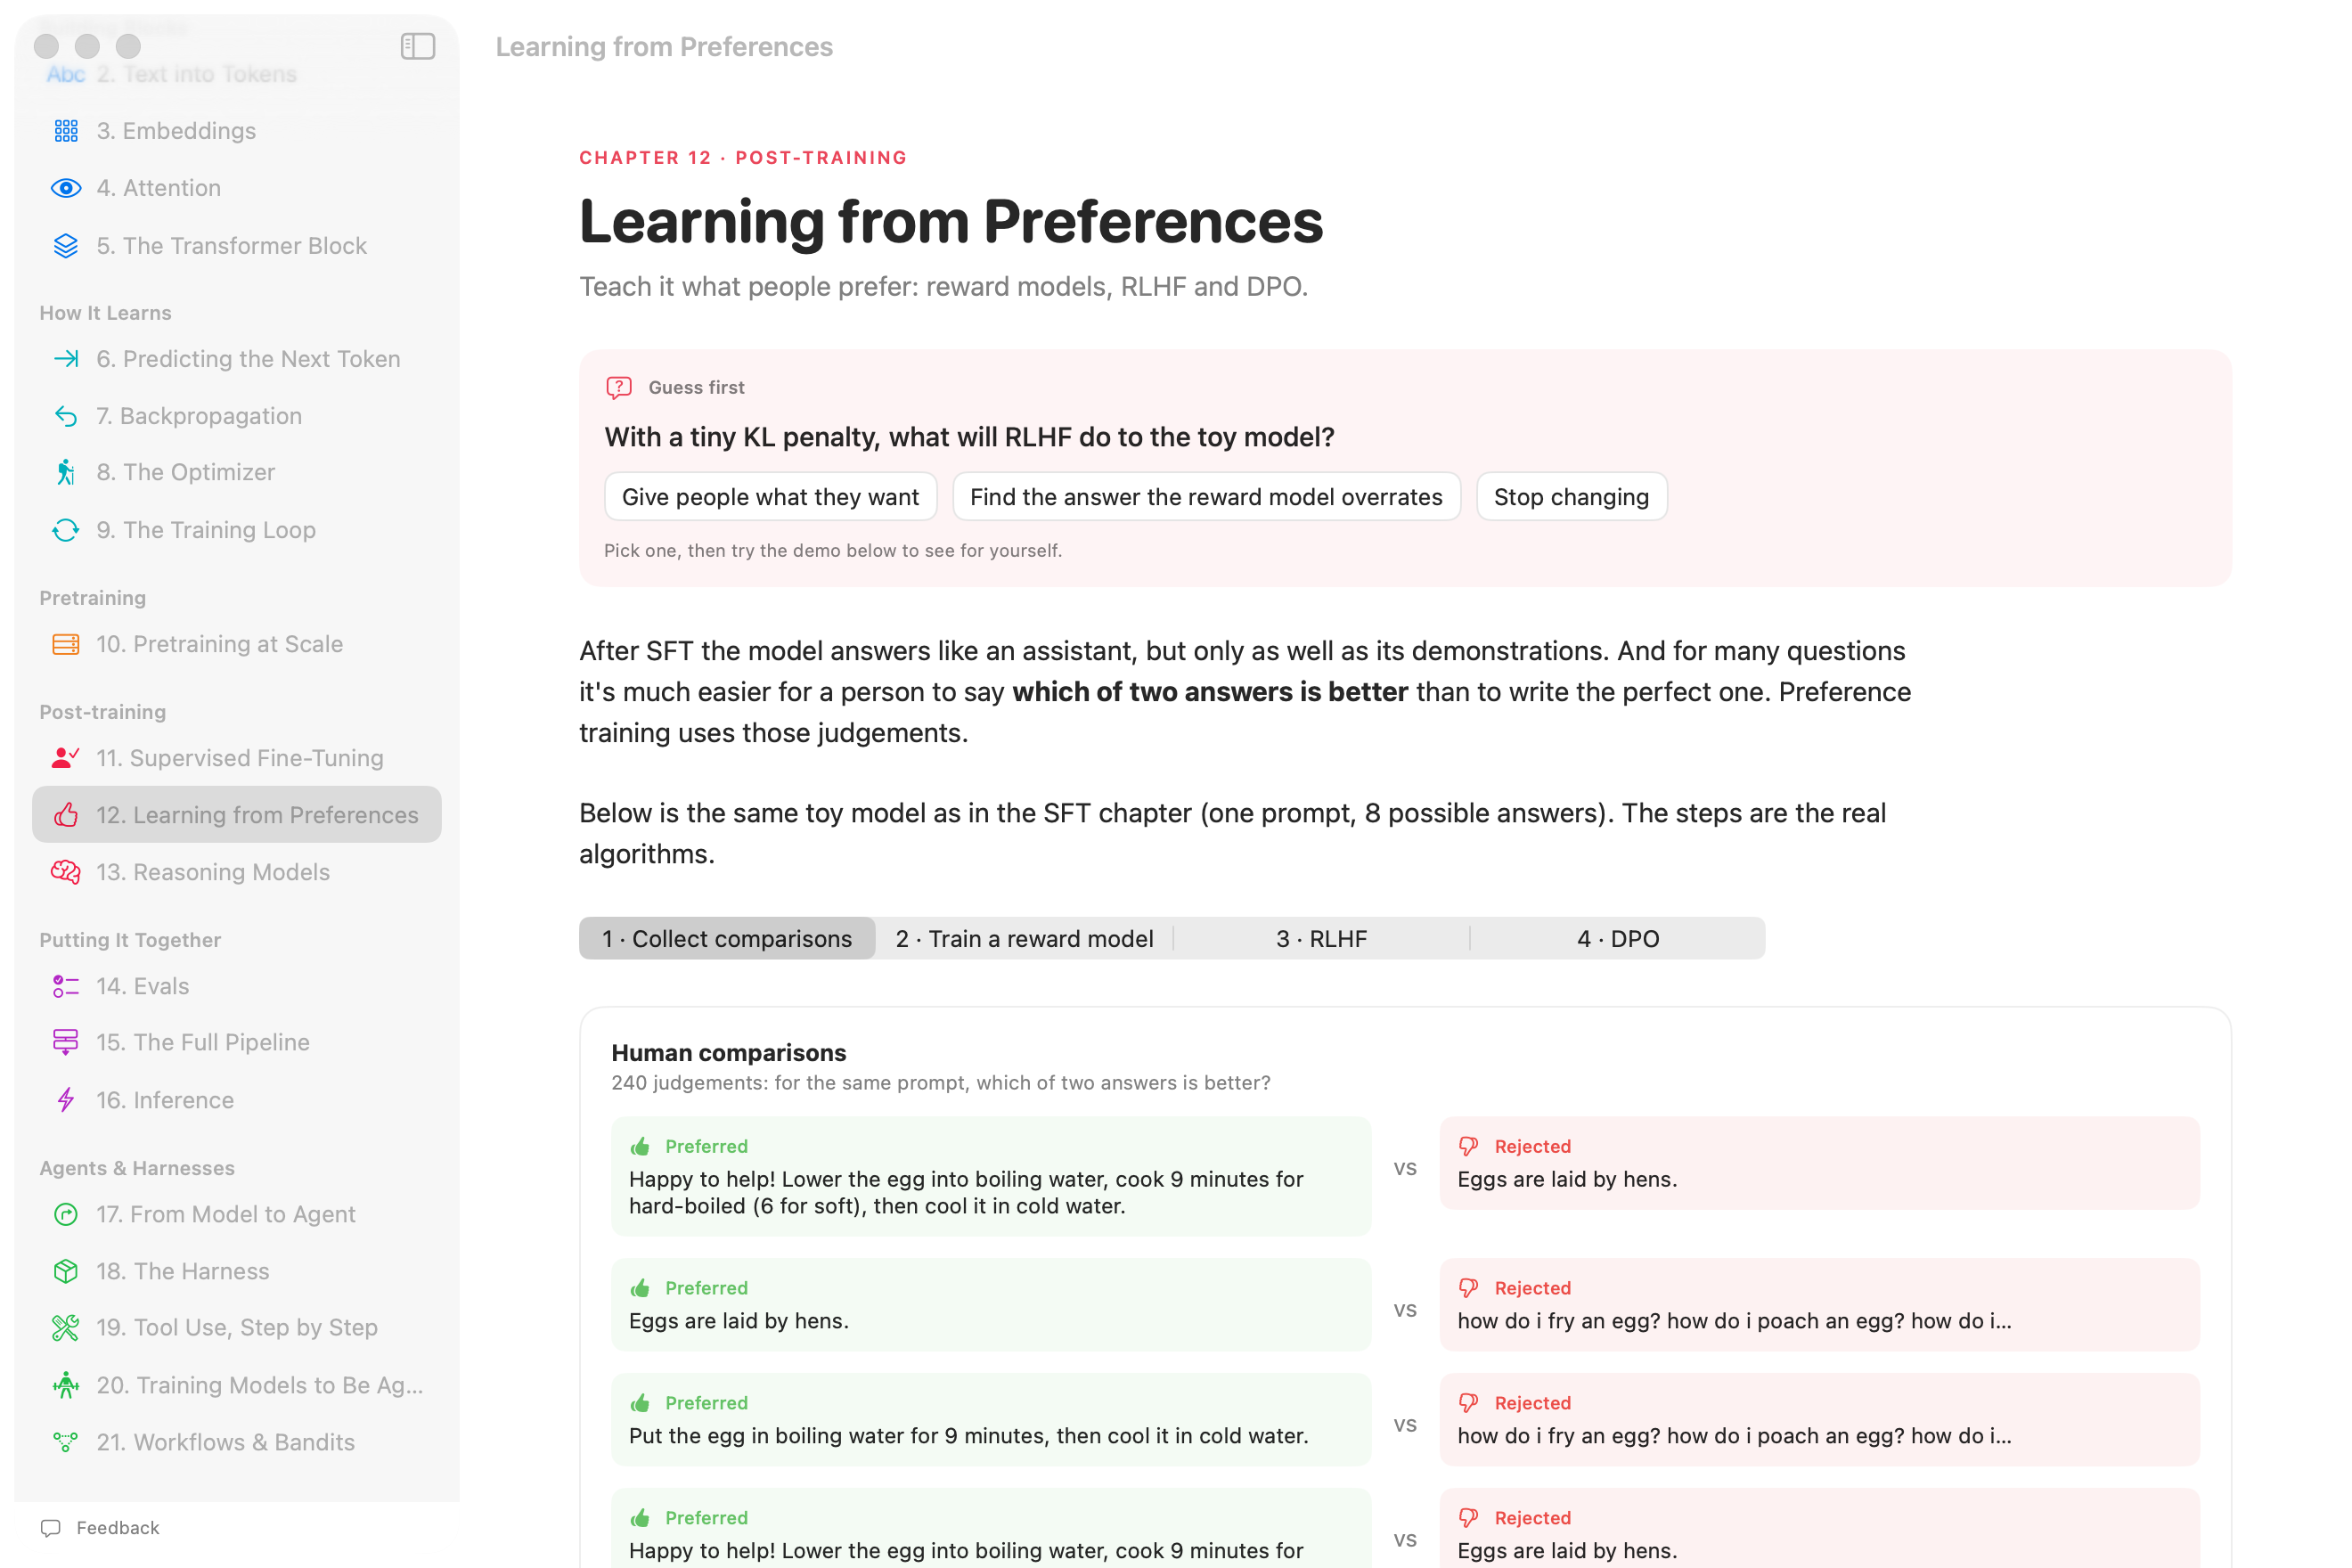 Abc 2. Text into Tokens
3. Embeddings
4. Attention
5. The Transformer Block
How It Learns
6. Predicting the Next Token
7. Backpropagation
8. The Optimizer
9. The Training Loop
Pretraining
10. Pretraining at Scale
Post-training
11. Supervised Fine-Tuning
12. Learning from Preferences
13. Reasoning Models
Putting It Together
14. Evals
15. The Full Pipeline
16. Inference
Agents & Harnesses
17. From Model to Agent
18. The Harness
19. Tool Use, Step by Step
20. Training Models to Be Ag...
21. Workflows & Bandits
Feedback
Learning from Preferences
CHAPTER 12 · POST-TRAINING
Learning from Preferences
Teach it what people prefer: reward models, RLHF and DPO.
Guess first
With a tiny KL penalty, what will RLHF do to the toy model?
Give people what they want
Find the answer the reward model overrates
Stop changing
Pick one, then try the demo below to see for yourself.
After SFT the model answers like an assistant, but only as well as its demonstrations. And for many questions
it's much easier for a person to say which of two answers is better than to write the perfect one. Preference
training uses those judgements.
Below is the same toy model as in the SFT chapter (one prompt, 8 possible answers). The steps are the real
algorithms.
1 · Collect comparisons
2 · Train a reward model
3 · RLHF
4 · DPO
Human comparisons
240 judgements: for the same prompt, which of two answers is better?
Preferred
Happy to help! Lower the egg into boiling water, cook 9 minutes for
hard-boiled (6 for soft), then cool it in cold water.
VS
Rejected
Eggs are laid by hens.
Preferred
Eggs are laid by hens.
VS
Rejected
how do i fry an egg? how do i poach an egg? how do i...
Preferred
Put the egg in boiling water for 9 minutes, then cool it in cold water.
VS
Rejected
how do i fry an egg? how do i poach an egg? how do i...
Preferred
Happy to help! Lower the egg into boiling water, cook 9 minutes for
VS
Rejected
Eggs are laid by hens.